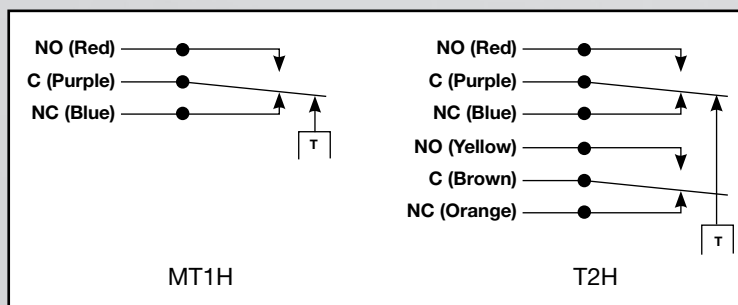 NO (Red)
C (Purple)
NC (Blue)
T
MT1H
NO (Red)
C (Purple)
NC (Blue)
NO (Yellow)
C (Brown)
NC (Orange)
T
T2H